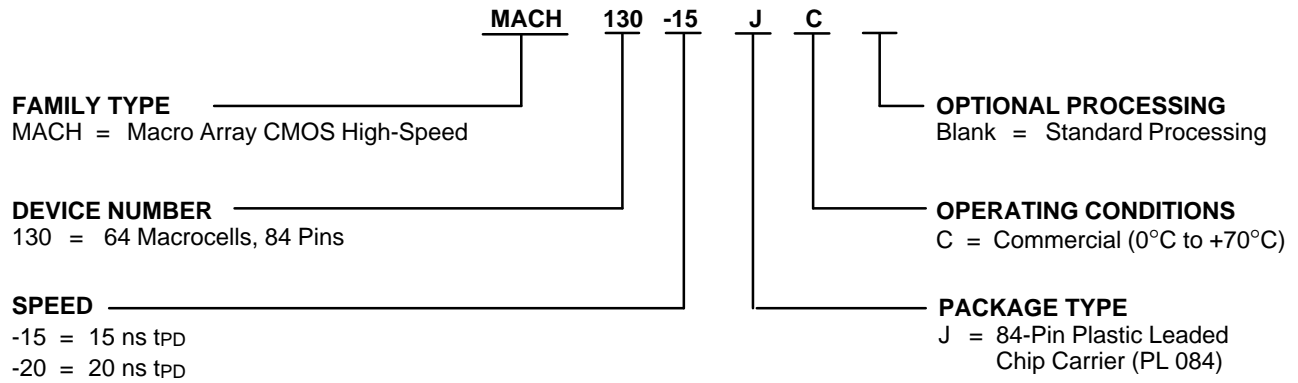 MACH 130 -15 J C
FAMILY TYPE
MACH = Macro Array CMOS High-Speed
DEVICE NUMBER
130 = 64 Macrocells, 84 Pins
SPEED
-15 = 15 ns tPD
-20 = 20 ns tPD
OPTIONAL PROCESSING
Blank = Standard Processing
OPERATING CONDITIONS
C = Commercial (0°C to +70°C)
PACKAGE TYPE
J = 84-Pin Plastic Leaded
Chip Carrier (PL 084)